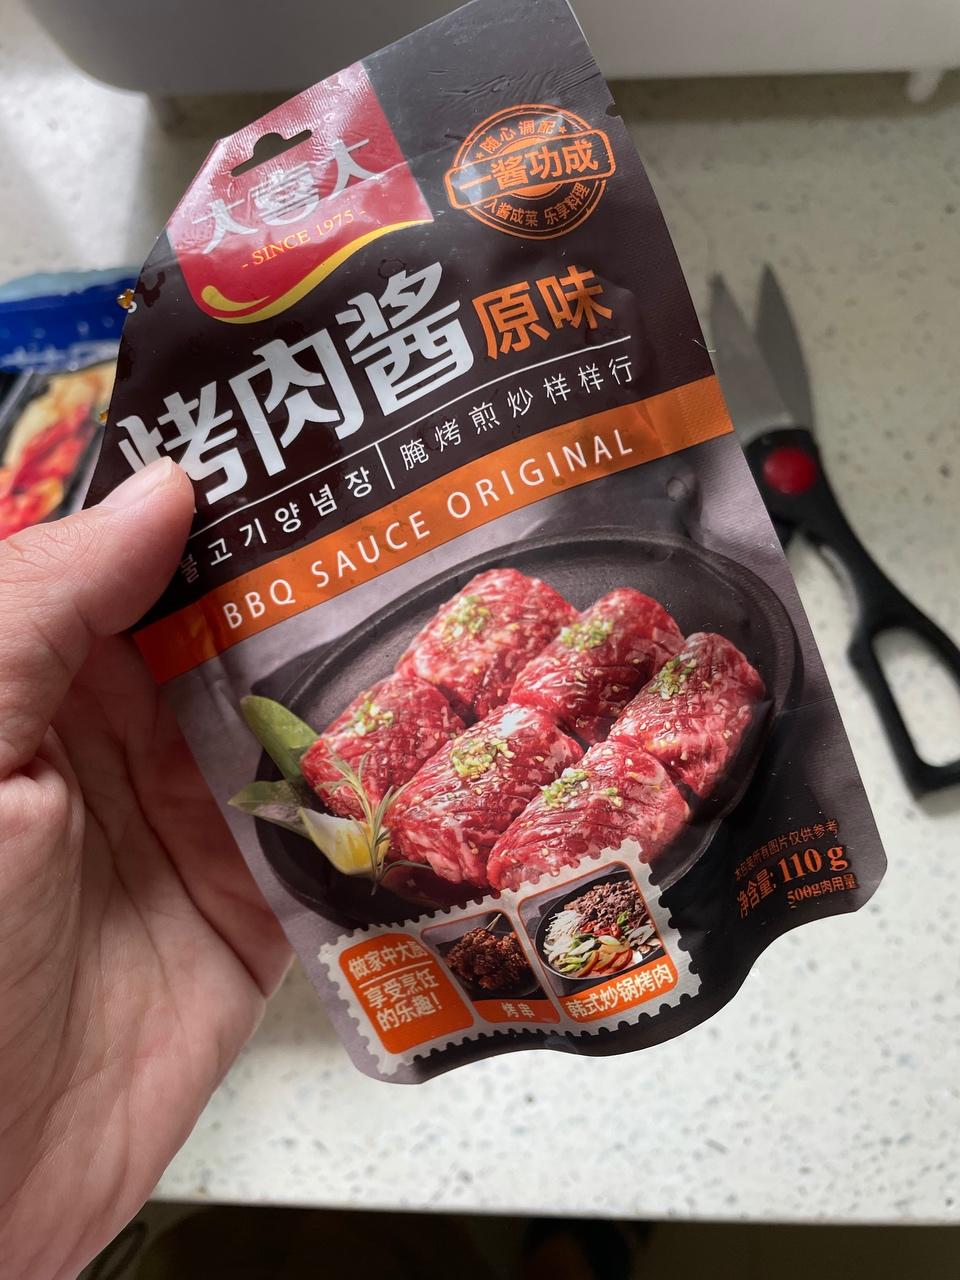 大喜大
- SINCE 1975 -
随心调配
一酱功成
入酱成菜 乐享料理
烤肉酱 原味
불고기양념장 | 腌烤煎炒样样行
BBQ SAUCE ORIGINAL
本包装所有图片仅供参考
净含量: 110 g
500g肉用量
做家中大厨
享受烹饪
的乐趣!
烤串
韩式炒锅烤肉